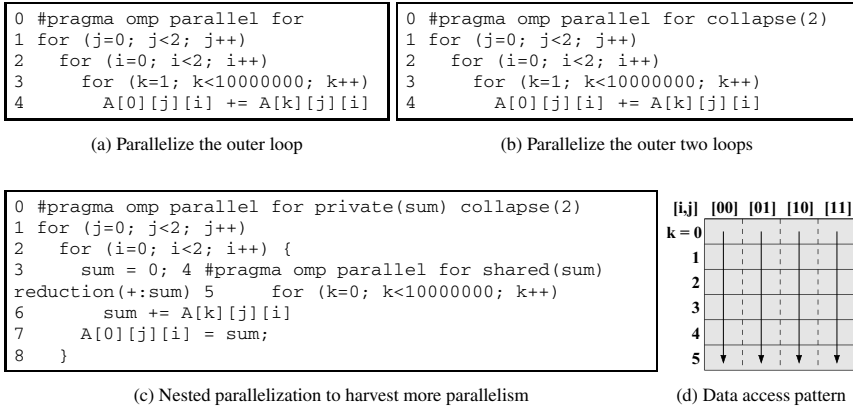 0 #pragma omp parallel for
1 for (j=0; j<2; j++)
2   for (i=0; i<2; i++)
3     for (k=1; k<10000000; k++)
4       A[0][j][i] += A[k][j][i]
(a) Parallelize the outer loop
0 #pragma omp parallel for collapse(2)
1 for (j=0; j<2; j++)
2   for (i=0; i<2; i++)
3     for (k=1; k<10000000; k++)
4       A[0][j][i] += A[k][j][i]
(b) Parallelize the outer two loops
0 #pragma omp parallel for private(sum) collapse(2)
1 for (j=0; j<2; j++)
2   for (i=0; i<2; i++) {
3     sum = 0; 4 #pragma omp parallel for shared(sum)
reduction(+:sum) 5     for (k=0; k<10000000; k++)
6       sum += A[k][j][i]
7     A[0][j][i] = sum;
8   }
(c) Nested parallelization to harvest more parallelism
[i,j] [00] [01] [10] [11]
k = 0
1
2
3
4
5
(d) Data access pattern